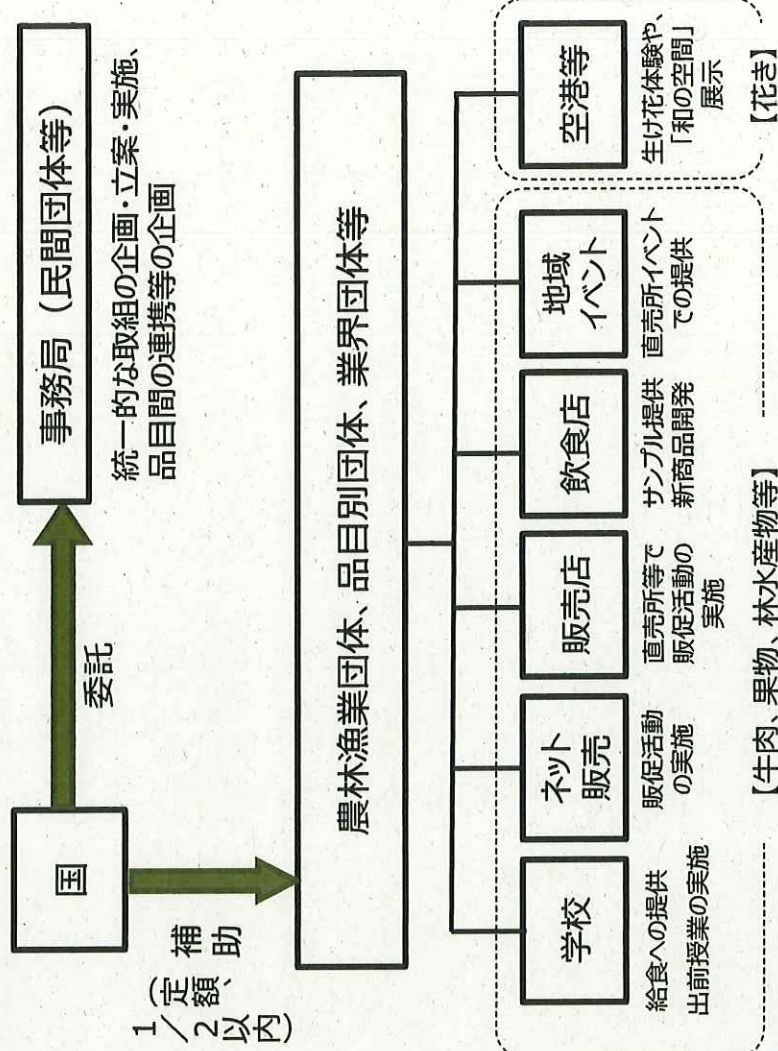 国
委託
事務局（民間団体等）
統一的な取組の企画・立案・実施、
品目間の連携等の企画
補助
（定額、
1／2以内）
農林漁業団体、品目別団体、業界団体等
学校
給食への提供
出前授業の実施
ネット
販売
販促活動
の実施
販売店
直売所等で
販促活動の
実施
飲食店
サンプル提供
新商品開発
地域
イベント
直売所イベント
での提供
空港等
生け花体験や、
「和の空間」
展示
【牛肉、果物、林水産物等】
【花き】